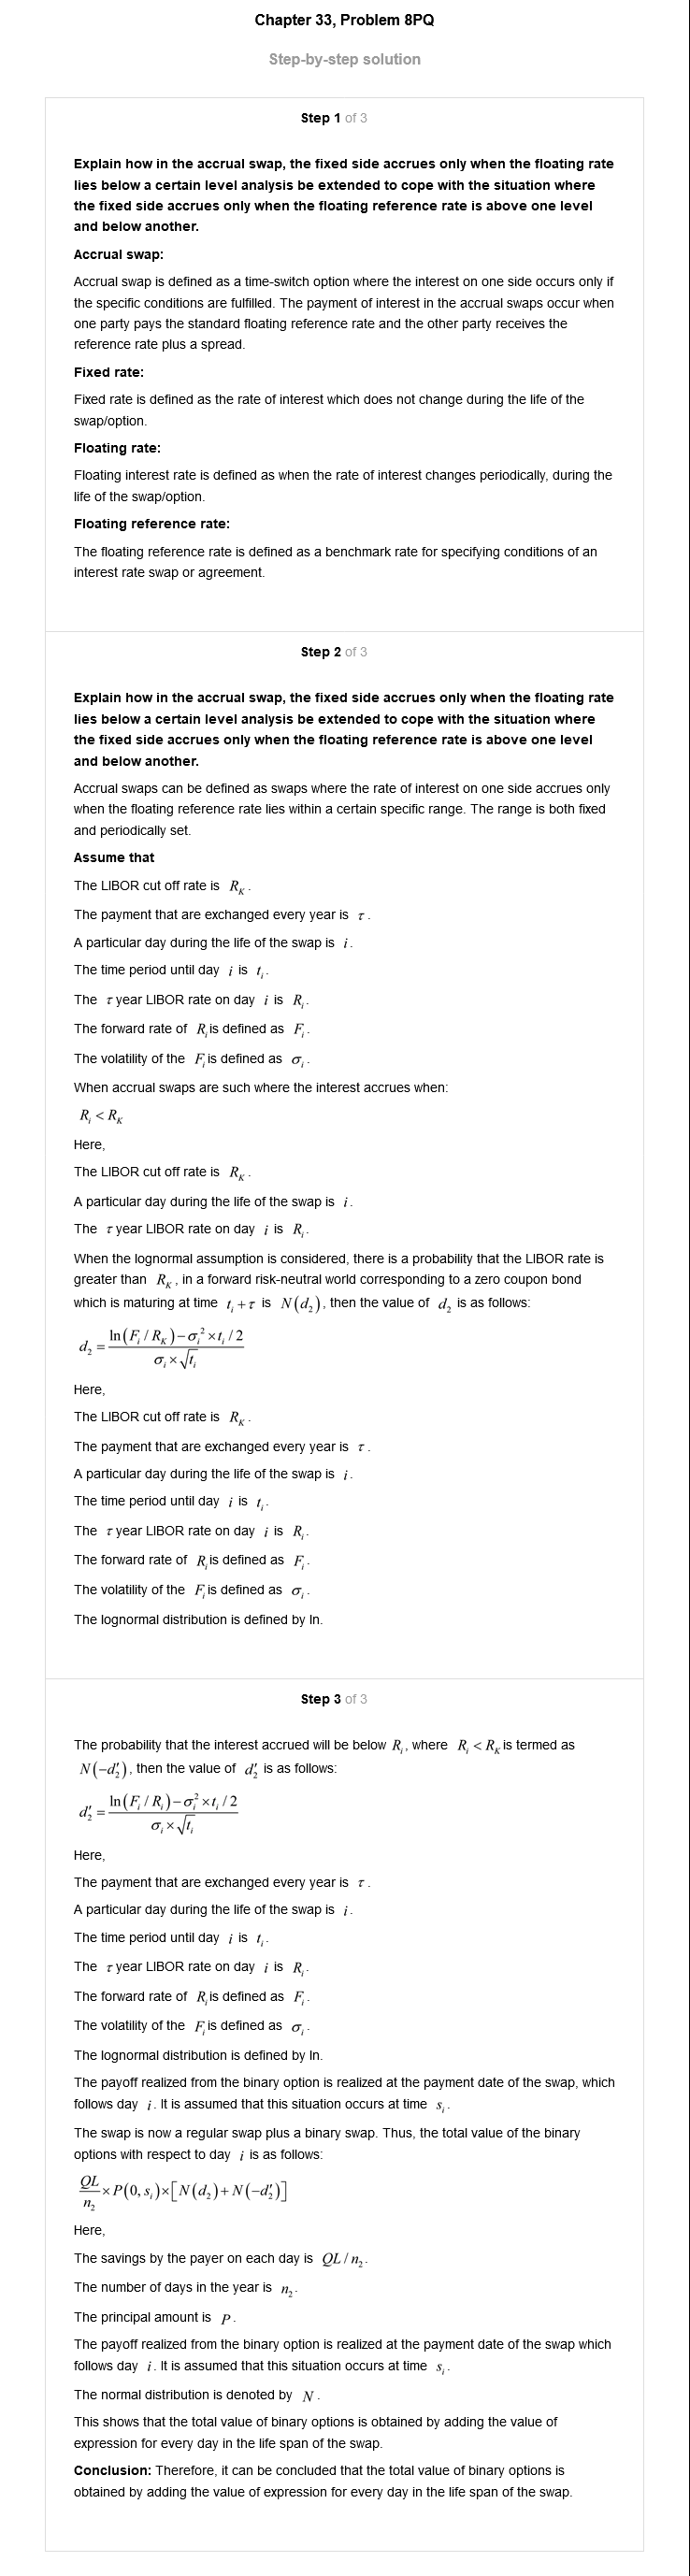 Chapter 33, Problem 8PQ
Step-by-step solution
Step 1 of 3
Explain how in the accrual swap, the fixed side accrues only when the floating rate
lies below a certain level analysis be extended to cope with the situation where
the fixed side accrues only when the floating reference rate is above one level
and below another.
Accrual swap:
Accrual swap is defined as a time-switch option where the interest on one side occurs only if
the specific conditions are fulfilled. The payment of interest in the accrual swaps occur when
one party pays the standard floating reference rate and the other party receives the
reference rate plus a spread.
Fixed rate:
Fixed rate is defined as the rate of interest which does not change during the life of the
swap/option.
Floating rate:
Floating interest rate is defined as when the rate of interest changes periodically, during the
life of the swap/option.
Floating reference rate:
The floating reference rate is defined as a benchmark rate for specifying conditions of an
interest rate swap or agreement.
Step 2 of 3
Explain how in the accrual swap, the fixed side accrues only when the floating rate
lies below a certain level analysis be extended to cope with the situation where
the fixed side accrues only when the floating reference rate is above one level
and below another.
Accrual swaps can be defined as swaps where the rate of interest on one side accrues only
when the floating reference rate lies within a certain specific range. The range is both fixed
and periodically set.
Assume that
The LIBOR cut off rate is R_K.
The payment that are exchanged every year is τ.
A particular day during the life of the swap is i.
The time period until day i is t_i.
The τ year LIBOR rate on day i is R_i.
The forward rate of R_i is defined as F_i.
The volatility of the F_i is defined as σ_i.
When accrual swaps are such where the interest accrues when:
R_i < R_K
Here,
The LIBOR cut off rate is R_K.
A particular day during the life of the swap is i.
The τ year LIBOR rate on day i is R_i.
When the lognormal assumption is considered, there is a probability that the LIBOR rate is
greater than R_K, in a forward risk-neutral world corresponding to a zero coupon bond
which is maturing at time t_i + τ is N(d_2), then the value of d_2 is as follows:
d_2 = (ln(F_i / R_K) − σ_i^2 × t_i / 2) / (σ_i × √t_i)
Here,
The LIBOR cut off rate is R_K.
The payment that are exchanged every year is τ.
A particular day during the life of the swap is i.
The time period until day i is t_i.
The τ year LIBOR rate on day i is R_i.
The forward rate of R_i is defined as F_i.
The volatility of the F_i is defined as σ_i.
The lognormal distribution is defined by ln.
Step 3 of 3
The probability that the interest accrued will be below R_i, where R_i < R_K is termed as
N(−d′_2), then the value of d′_2 is as follows:
d′_2 = (ln(F_i / R_i) − σ_i^2 × t_i / 2) / (σ_i × √t_i)
Here,
The payment that are exchanged every year is τ.
A particular day during the life of the swap is i.
The time period until day i is t_i.
The τ year LIBOR rate on day i is R_i.
The forward rate of R_i is defined as F_i.
The volatility of the F_i is defined as σ_i.
The lognormal distribution is defined by ln.
The payoff realized from the binary option is realized at the payment date of the swap, which
follows day i. It is assumed that this situation occurs at time s_i.
The swap is now a regular swap plus a binary swap. Thus, the total value of the binary
options with respect to day i is as follows:
QL / n_2 × P(0, s_i) × [N(d_2) + N(−d′_2)]
Here,
The savings by the payer on each day is QL / n_2.
The number of days in the year is n_2.
The principal amount is P.
The payoff realized from the binary option is realized at the payment date of the swap which
follows day i. It is assumed that this situation occurs at time s_i.
The normal distribution is denoted by N.
This shows that the total value of binary options is obtained by adding the value of
expression for every day in the life span of the swap.
Conclusion: Therefore, it can be concluded that the total value of binary options is
obtained by adding the value of expression for every day in the life span of the swap.